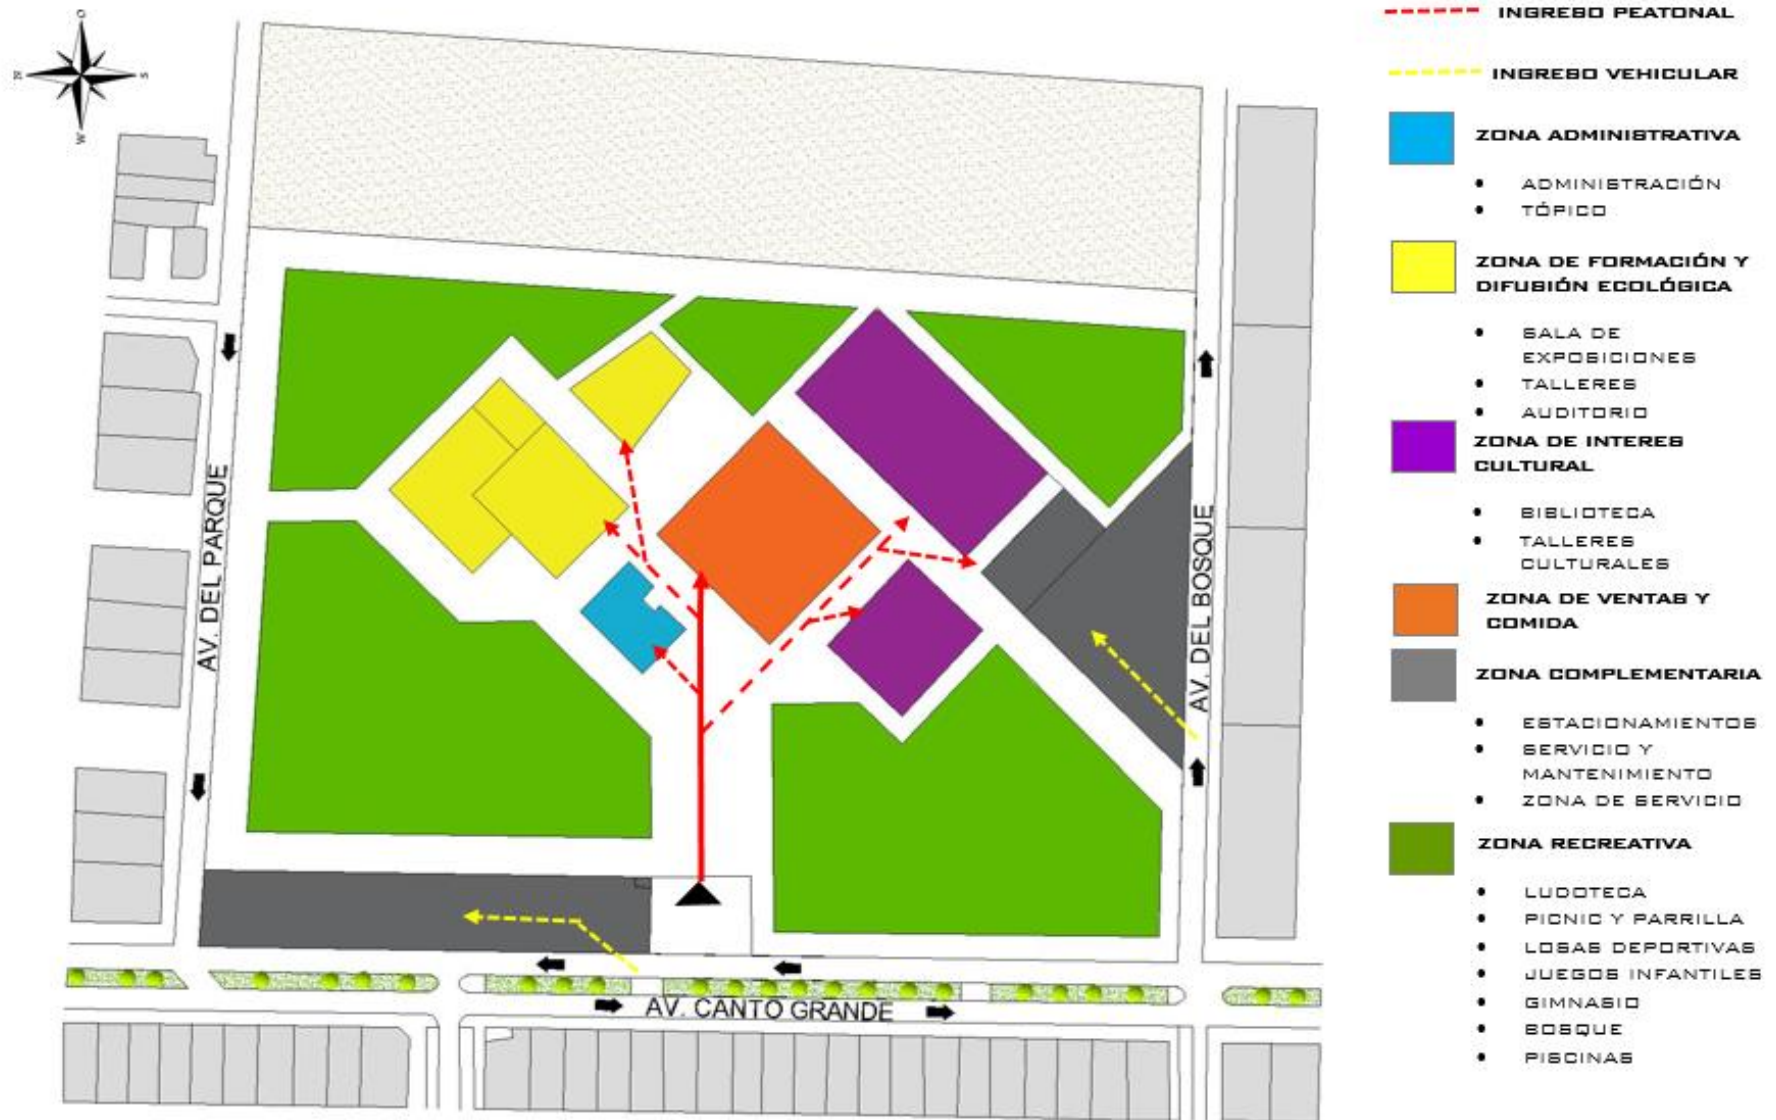 O
N
S
W
AV. DEL PARQUE
AV. DEL BOSQUE
AV. CANTO GRANDE
INGRESO PEATONAL
INGRESO VEHICULAR
ZONA ADMINISTRATIVA
• ADMINISTRACIÓN
• TÓPICO
ZONA DE FORMACIÓN Y
DIFUSIÓN ECOLÓGICA
• SALA DE
EXPOSICIONES
• TALLERES
• AUDITORIO
ZONA DE INTERES
CULTURAL
• BIBLIOTECA
• TALLERES
CULTURALES
ZONA DE VENTAS Y
COMIDA
ZONA COMPLEMENTARIA
• ESTACIONAMIENTOS
• SERVICIO Y
MANTENIMIENTO
• ZONA DE SERVICIO
ZONA RECREATIVA
• LUDOTECA
• PICNIC Y PARRILLA
• LOSAS DEPORTIVAS
• JUEGOS INFANTILES
• GIMNASIO
• BOSQUE
• PISCINAS